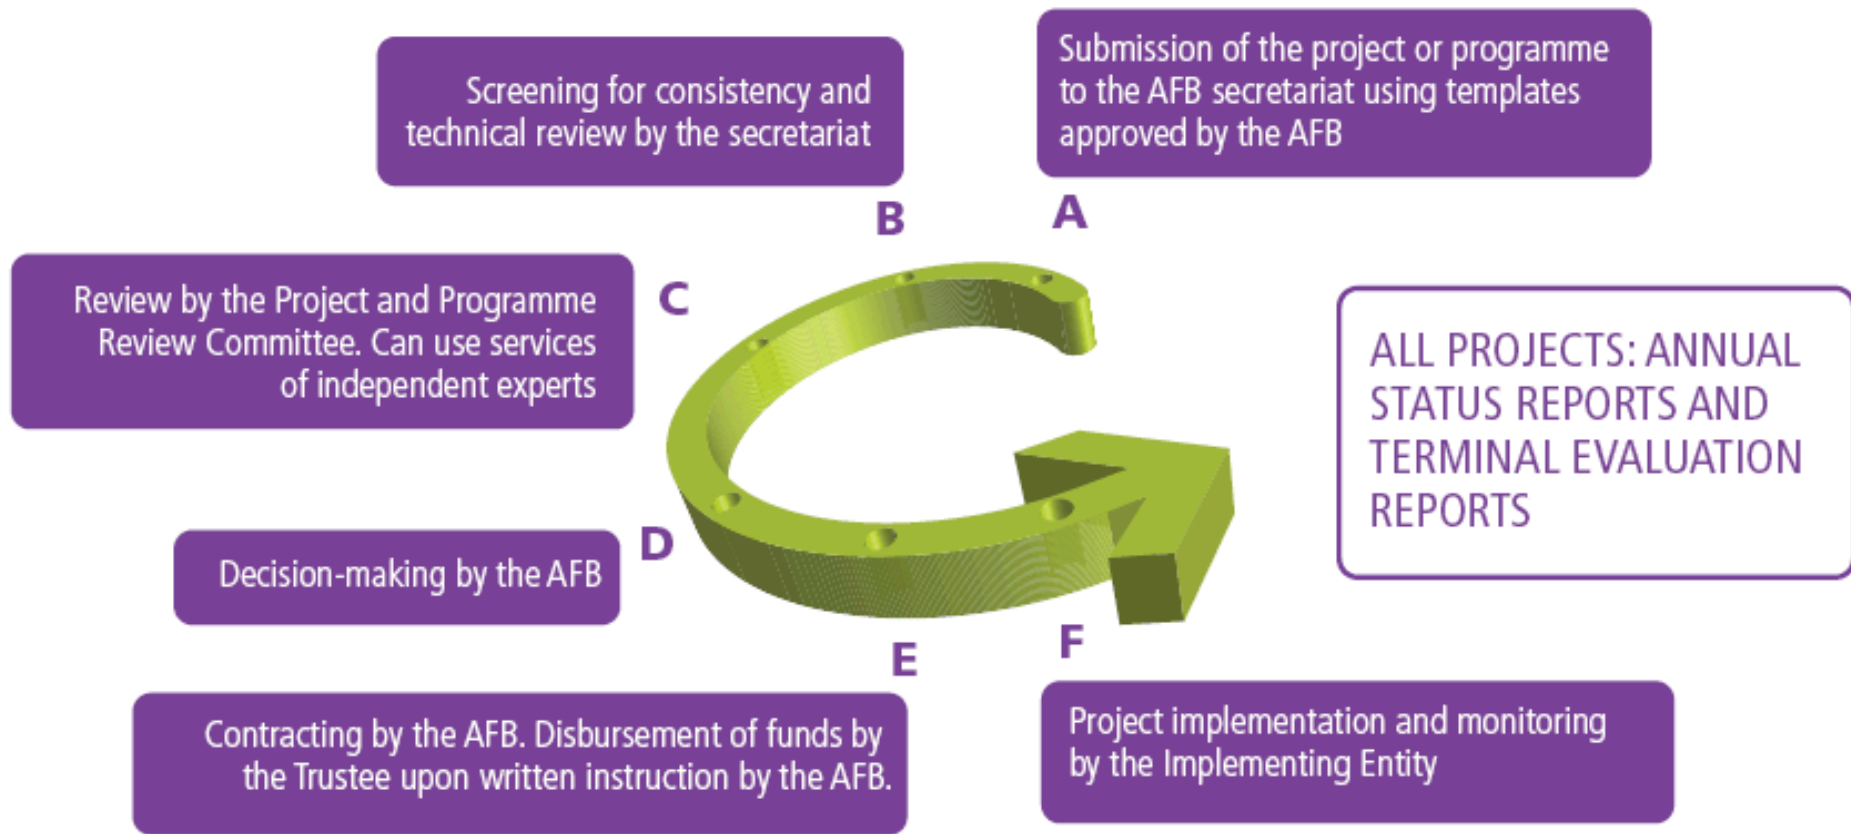 Submission of the project or programme
to the AFB secretariat using templates
approved by the AFB
A
Screening for consistency and
technical review by the secretariat
B
Review by the Project and Programme
Review Committee. Can use services
of independent experts
C
Decision-making by the AFB
D
Contracting by the AFB. Disbursement of funds by
the Trustee upon written instruction by the AFB.
E
Project implementation and monitoring
by the Implementing Entity
F
ALL PROJECTS: ANNUAL
STATUS REPORTS AND
TERMINAL EVALUATION
REPORTS